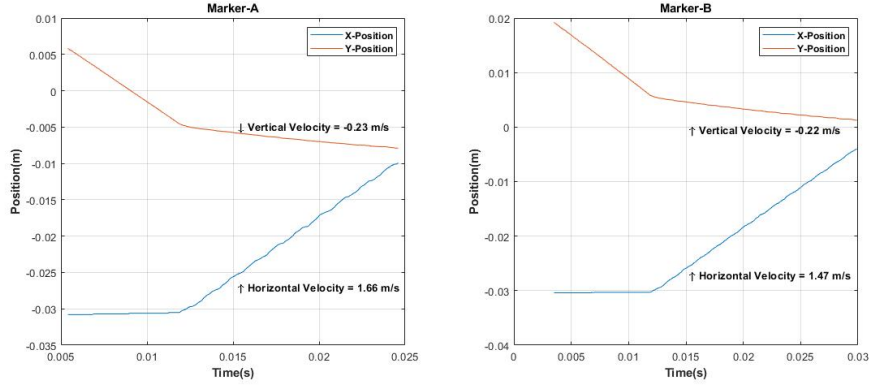 Marker-A
0.01
0.005
0
-0.005
-0.01
-0.015
-0.02
-0.025
-0.03
-0.035
0.005
0.01
0.015
0.02
0.025
Position(m)
Time(s)
X-Position
Y-Position
↓ Vertical Velocity = -0.23 m/s
↑ Horizontal Velocity = 1.66 m/s
Marker-B
0.02
0.01
0
-0.01
-0.02
-0.03
-0.04
0
0.005
0.01
0.015
0.02
0.025
0.03
Position(m)
Time(s)
X-Position
Y-Position
↑ Vertical Velocity = -0.22 m/s
↑ Horizontal Velocity = 1.47 m/s